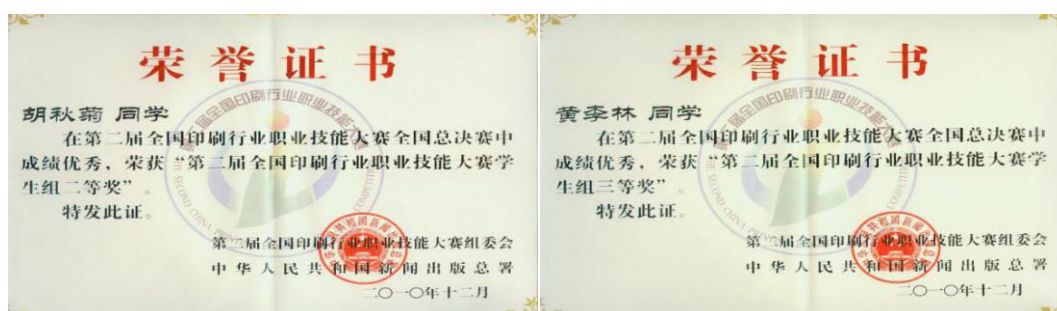 荣誉证书
胡秋菊 同学
在第二届全国印刷行业职业技能大赛全国总决赛中
成绩优秀，荣获“第二届全国印刷行业职业技能大赛学
生组二等奖”。
特发此证。
第二届全国印刷行业职业技能大赛组委会
中华人民共和国新闻出版总署
二〇一〇年十二月
荣誉证书
黄李林 同学
在第二届全国印刷行业职业技能大赛全国总决赛中
成绩优秀，荣获“第二届全国印刷行业职业技能大赛学
生组三等奖”。
特发此证。
第二届全国印刷行业职业技能大赛组委会
中华人民共和国新闻出版总署
二〇一〇年十二月